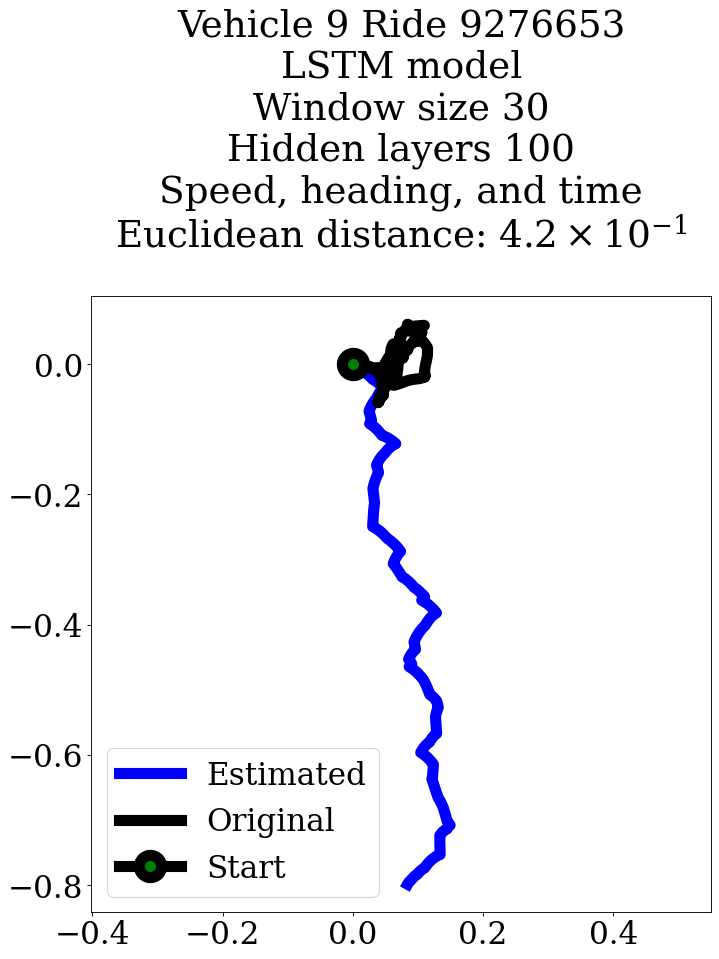 Vehicle 9 Ride 9276653
LSTM model
Window size 30
Hidden layers 100
Speed, heading, and time
Euclidean distance: 4.2 × 10⁻¹
0.0
−0.2
−0.4
−0.6
−0.8
Estimated
Original
Start
−0.4 −0.2 0.0 0.2 0.4